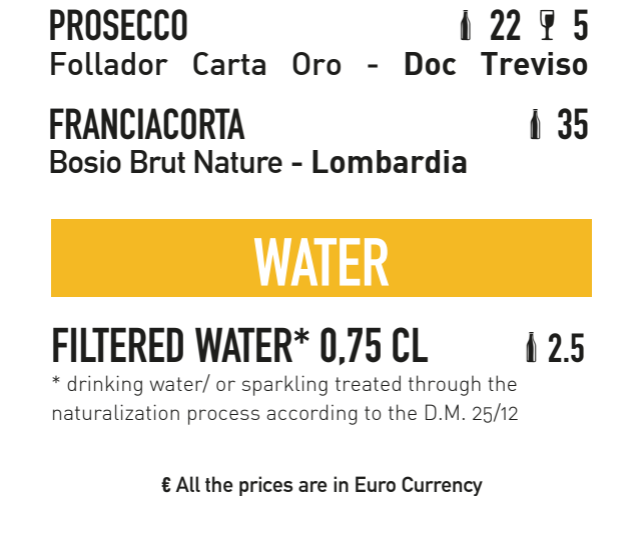 PROSECCO 22 5
Follador Carta Oro - Doc Treviso
FRANCIACORTA 35
Bosio Brut Nature - Lombardia
WATER
FILTERED WATER* 0,75 CL 2.5
* drinking water/ or sparkling treated through the
naturalization process according to the D.M. 25/12
€ All the prices are in Euro Currency